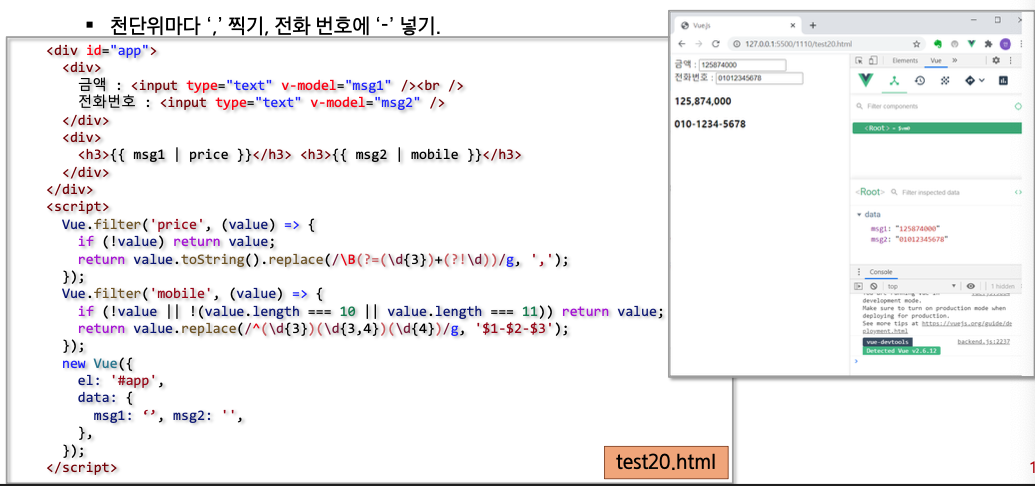 ▪ 천단위마다 ‘,’ 찍기, 전화 번호에 ‘-’ 넣기.
<div id="app">
<div>
금액 : <input type="text" v-model="msg1" /><br />
전화번호 : <input type="text" v-model="msg2" />
</div>
<div>
<h3>{{ msg1 | price }}</h3> <h3>{{ msg2 | mobile }}</h3>
</div>
</div>
<script>
Vue.filter('price', (value) => {
if (!value) return value;
return value.toString().replace(/\B(?=(\d{3})+(?!\d))/g, ',');
});
Vue.filter('mobile', (value) => {
if (!value || !(value.length === 10 || value.length === 11)) return value;
return value.replace(/^(\d{3})(\d{3,4})(\d{4})/g, '$1-$2-$3');
});
new Vue({
el: '#app',
data: {
msg1: ‘’, msg2: '',
},
});
</script>
test20.html
Vue.js
127.0.0.1:5500/1110/test20.html
금액 : 125874000
전화번호 : 01012345678
125,874,000
010-1234-5678
Elements Vue »
Filter components
<Root> = $vm0
<Root> Filter inspected data
data
msg1: "125874000"
msg2: "01012345678"
Console
top
1 hidden
development mode.
Make sure to turn on production mode when
deploying for production.
See more tips at https://vuejs.org/guide/de
ployment.html
vue-devtools backend.js:2237
Detected Vue v2.6.12
1